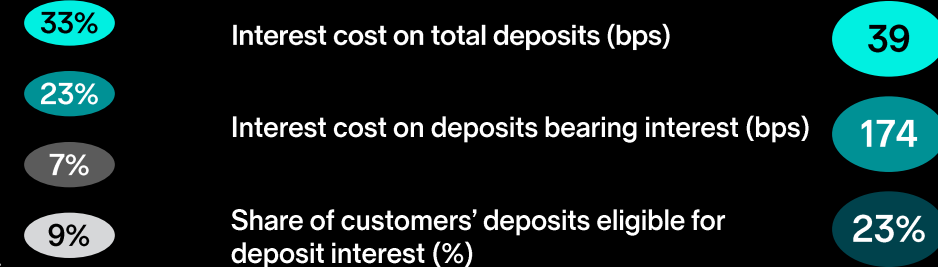 33%
Interest cost on total deposits (bps)
39
23%
Interest cost on deposits bearing interest (bps)
174
7%
9%
Share of customers’ deposits eligible for
deposit interest (%)
23%